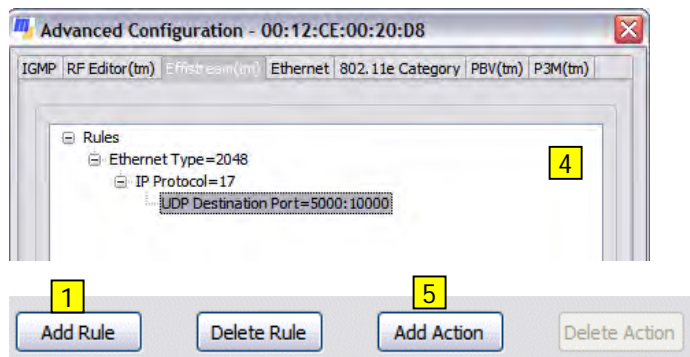 Advanced Configuration - 00:12:CE:00:20:D8
IGMP RF Editor(tm) Effistream(tm) Ethernet 802.11e Category PBV(tm) P3M(tm)
Rules
Ethernet Type=2048
4
IP Protocol=17
UDP Destination Port=5000:10000
1
5
Add Rule Delete Rule Add Action Delete Action